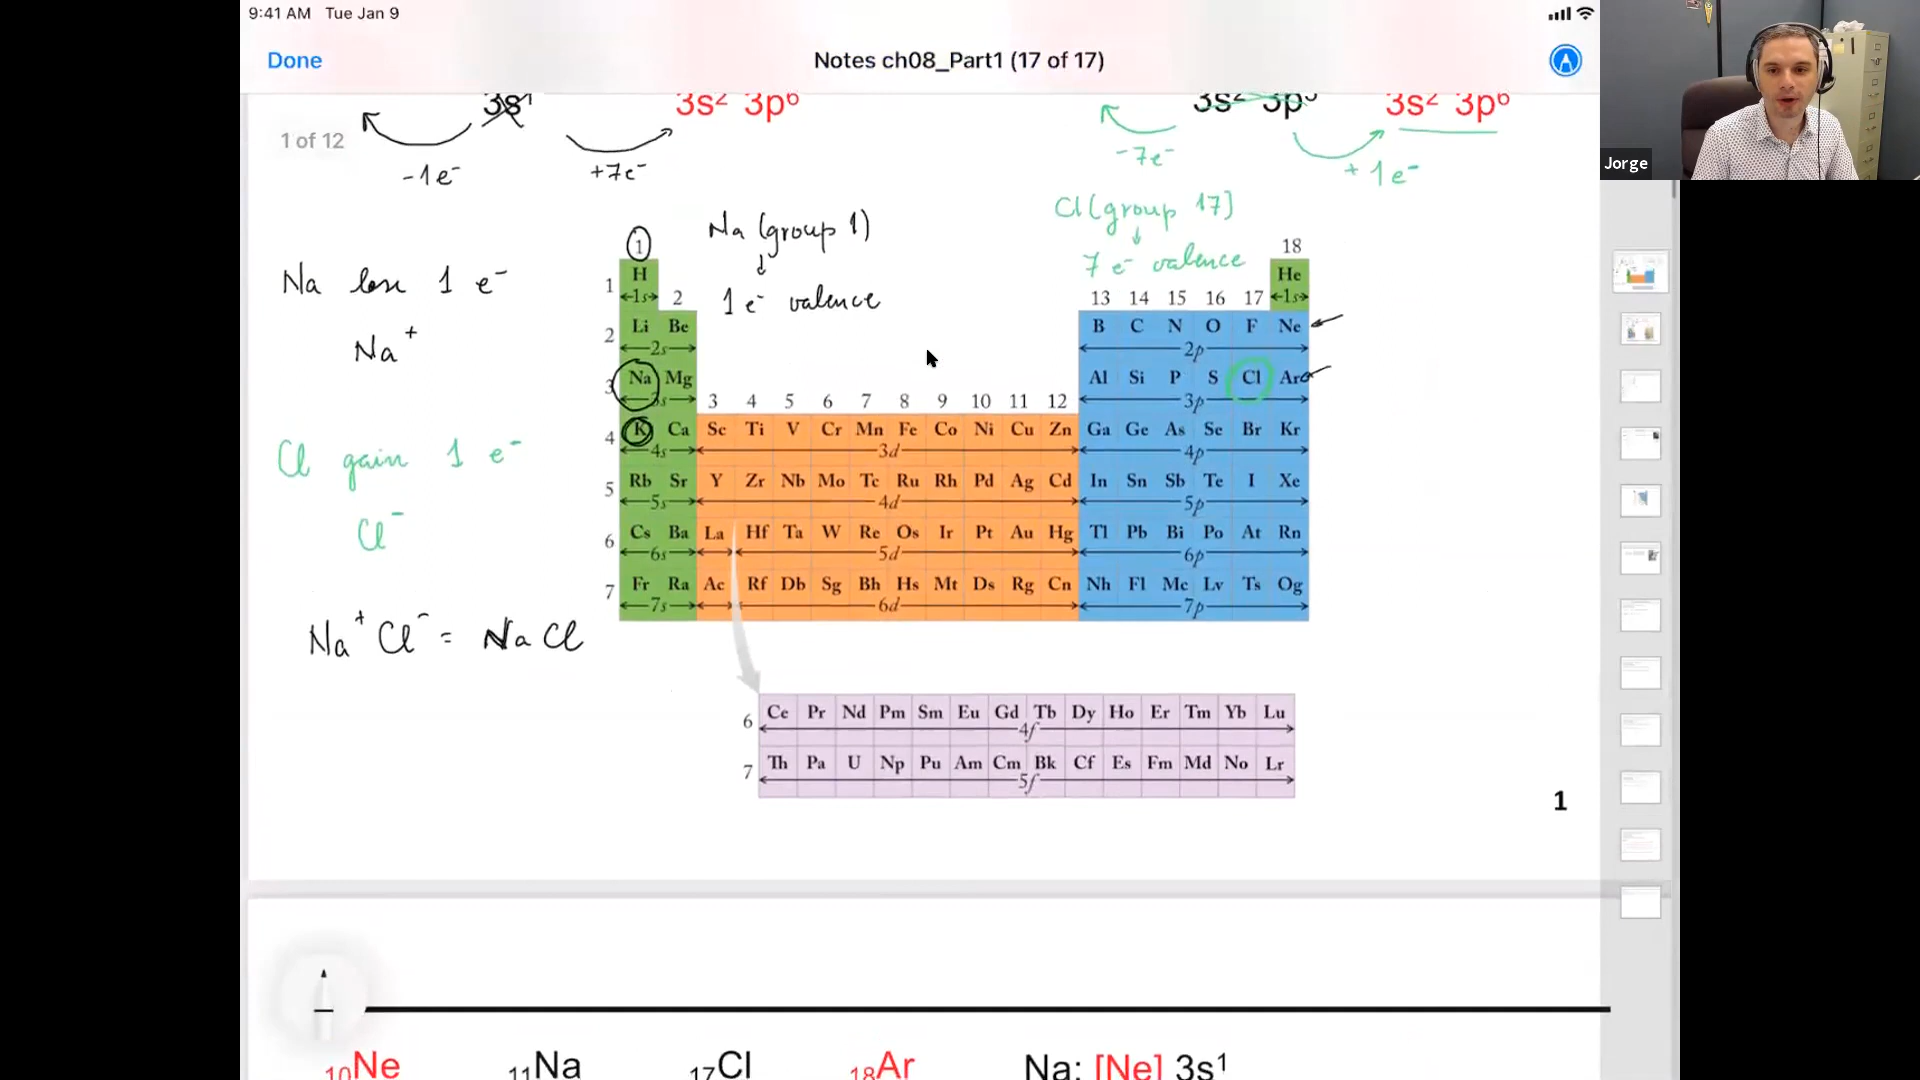 9:41 AM Tue Jan 9
Done
Notes ch08_Part1 (17 of 17)
Jorge
1 of 12
3s¹ 3s² 3p⁶ 3s² 3p⁵ 3s² 3p⁶
-1e⁻ +7e⁻ -7e⁻ +1e⁻
Na (group 1)
1 e⁻ valence
Cl (group 17)
7 e⁻ valence
Na lose 1 e⁻
Na⁺
Cl gain 1 e⁻
Cl⁻
Na⁺Cl⁻ = NaCl
1 18
1 H He
1s 2 13 14 15 16 17 1s
2 Li Be B C N O F Ne
2s 2p
3 Na Mg Al Si P S Cl Ar
3s 3 4 5 6 7 8 9 10 11 12 3p
4 K Ca Sc Ti V Cr Mn Fe Co Ni Cu Zn Ga Ge As Se Br Kr
4s 3d 4p
5 Rb Sr Y Zr Nb Mo Tc Ru Rh Pd Ag Cd In Sn Sb Te I Xe
5s 4d 5p
6 Cs Ba La Hf Ta W Re Os Ir Pt Au Hg Tl Pb Bi Po At Rn
6s 5d 6p
7 Fr Ra Ac Rf Db Sg Bh Hs Mt Ds Rg Cn Nh Fl Mc Lv Ts Og
7s 6d 7p
6 Ce Pr Nd Pm Sm Eu Gd Tb Dy Ho Er Tm Yb Lu
4f
7 Th Pa U Np Pu Am Cm Bk Cf Es Fm Md No Lr
5f
1
₁₀Ne ₁₁Na ₁₇Cl ₁₈Ar Na: [Ne] 3s¹